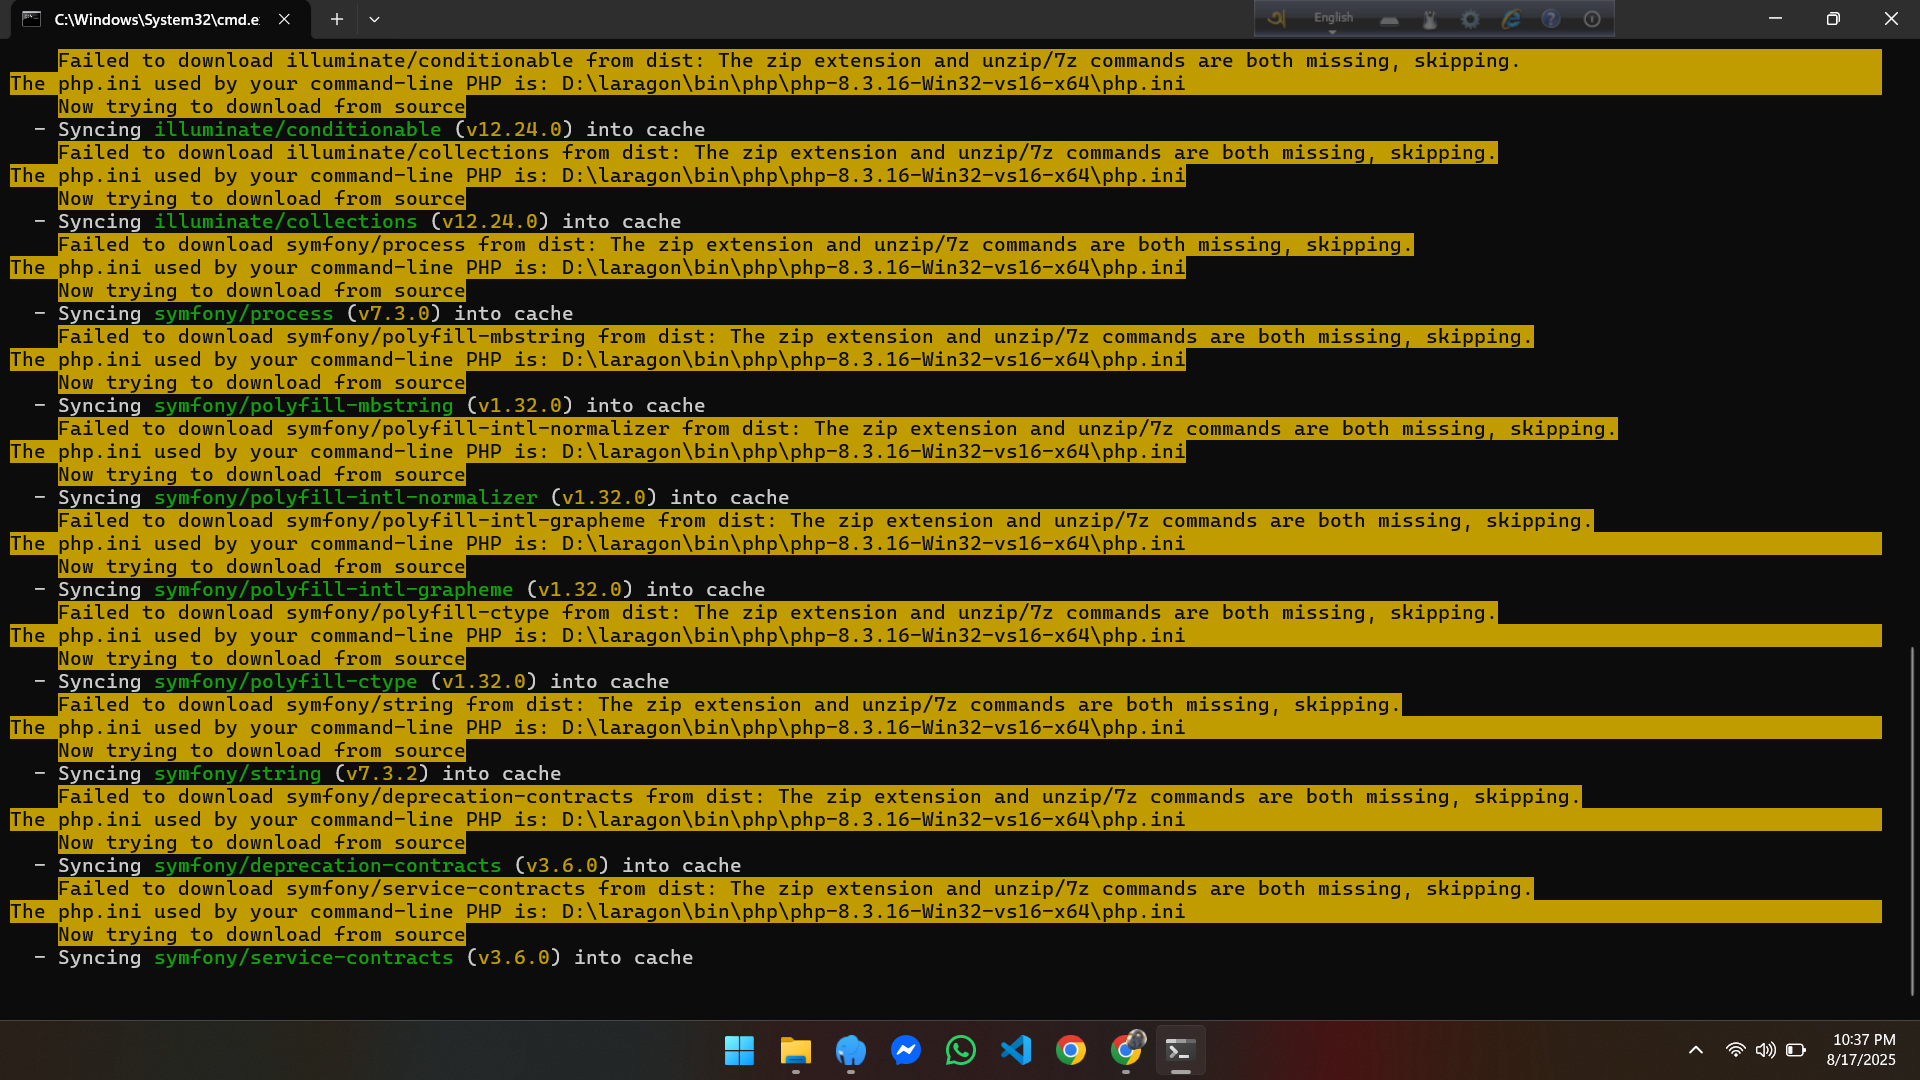 C:\Windows\System32\cmd.e
অ English
Failed to download illuminate/conditionable from dist: The zip extension and unzip/7z commands are both missing, skipping.
The php.ini used by your command-line PHP is: D:\laragon\bin\php\php-8.3.16-Win32-vs16-x64\php.ini
Now trying to download from source
- Syncing illuminate/conditionable (v12.24.0) into cache
Failed to download illuminate/collections from dist: The zip extension and unzip/7z commands are both missing, skipping.
The php.ini used by your command-line PHP is: D:\laragon\bin\php\php-8.3.16-Win32-vs16-x64\php.ini
Now trying to download from source
- Syncing illuminate/collections (v12.24.0) into cache
Failed to download symfony/process from dist: The zip extension and unzip/7z commands are both missing, skipping.
The php.ini used by your command-line PHP is: D:\laragon\bin\php\php-8.3.16-Win32-vs16-x64\php.ini
Now trying to download from source
- Syncing symfony/process (v7.3.0) into cache
Failed to download symfony/polyfill-mbstring from dist: The zip extension and unzip/7z commands are both missing, skipping.
The php.ini used by your command-line PHP is: D:\laragon\bin\php\php-8.3.16-Win32-vs16-x64\php.ini
Now trying to download from source
- Syncing symfony/polyfill-mbstring (v1.32.0) into cache
Failed to download symfony/polyfill-intl-normalizer from dist: The zip extension and unzip/7z commands are both missing, skipping.
The php.ini used by your command-line PHP is: D:\laragon\bin\php\php-8.3.16-Win32-vs16-x64\php.ini
Now trying to download from source
- Syncing symfony/polyfill-intl-normalizer (v1.32.0) into cache
Failed to download symfony/polyfill-intl-grapheme from dist: The zip extension and unzip/7z commands are both missing, skipping.
The php.ini used by your command-line PHP is: D:\laragon\bin\php\php-8.3.16-Win32-vs16-x64\php.ini
Now trying to download from source
- Syncing symfony/polyfill-intl-grapheme (v1.32.0) into cache
Failed to download symfony/polyfill-ctype from dist: The zip extension and unzip/7z commands are both missing, skipping.
The php.ini used by your command-line PHP is: D:\laragon\bin\php\php-8.3.16-Win32-vs16-x64\php.ini
Now trying to download from source
- Syncing symfony/polyfill-ctype (v1.32.0) into cache
Failed to download symfony/string from dist: The zip extension and unzip/7z commands are both missing, skipping.
The php.ini used by your command-line PHP is: D:\laragon\bin\php\php-8.3.16-Win32-vs16-x64\php.ini
Now trying to download from source
- Syncing symfony/string (v7.3.2) into cache
Failed to download symfony/deprecation-contracts from dist: The zip extension and unzip/7z commands are both missing, skipping.
The php.ini used by your command-line PHP is: D:\laragon\bin\php\php-8.3.16-Win32-vs16-x64\php.ini
Now trying to download from source
- Syncing symfony/deprecation-contracts (v3.6.0) into cache
Failed to download symfony/service-contracts from dist: The zip extension and unzip/7z commands are both missing, skipping.
The php.ini used by your command-line PHP is: D:\laragon\bin\php\php-8.3.16-Win32-vs16-x64\php.ini
Now trying to download from source
- Syncing symfony/service-contracts (v3.6.0) into cache
10:37 PM
8/17/2025